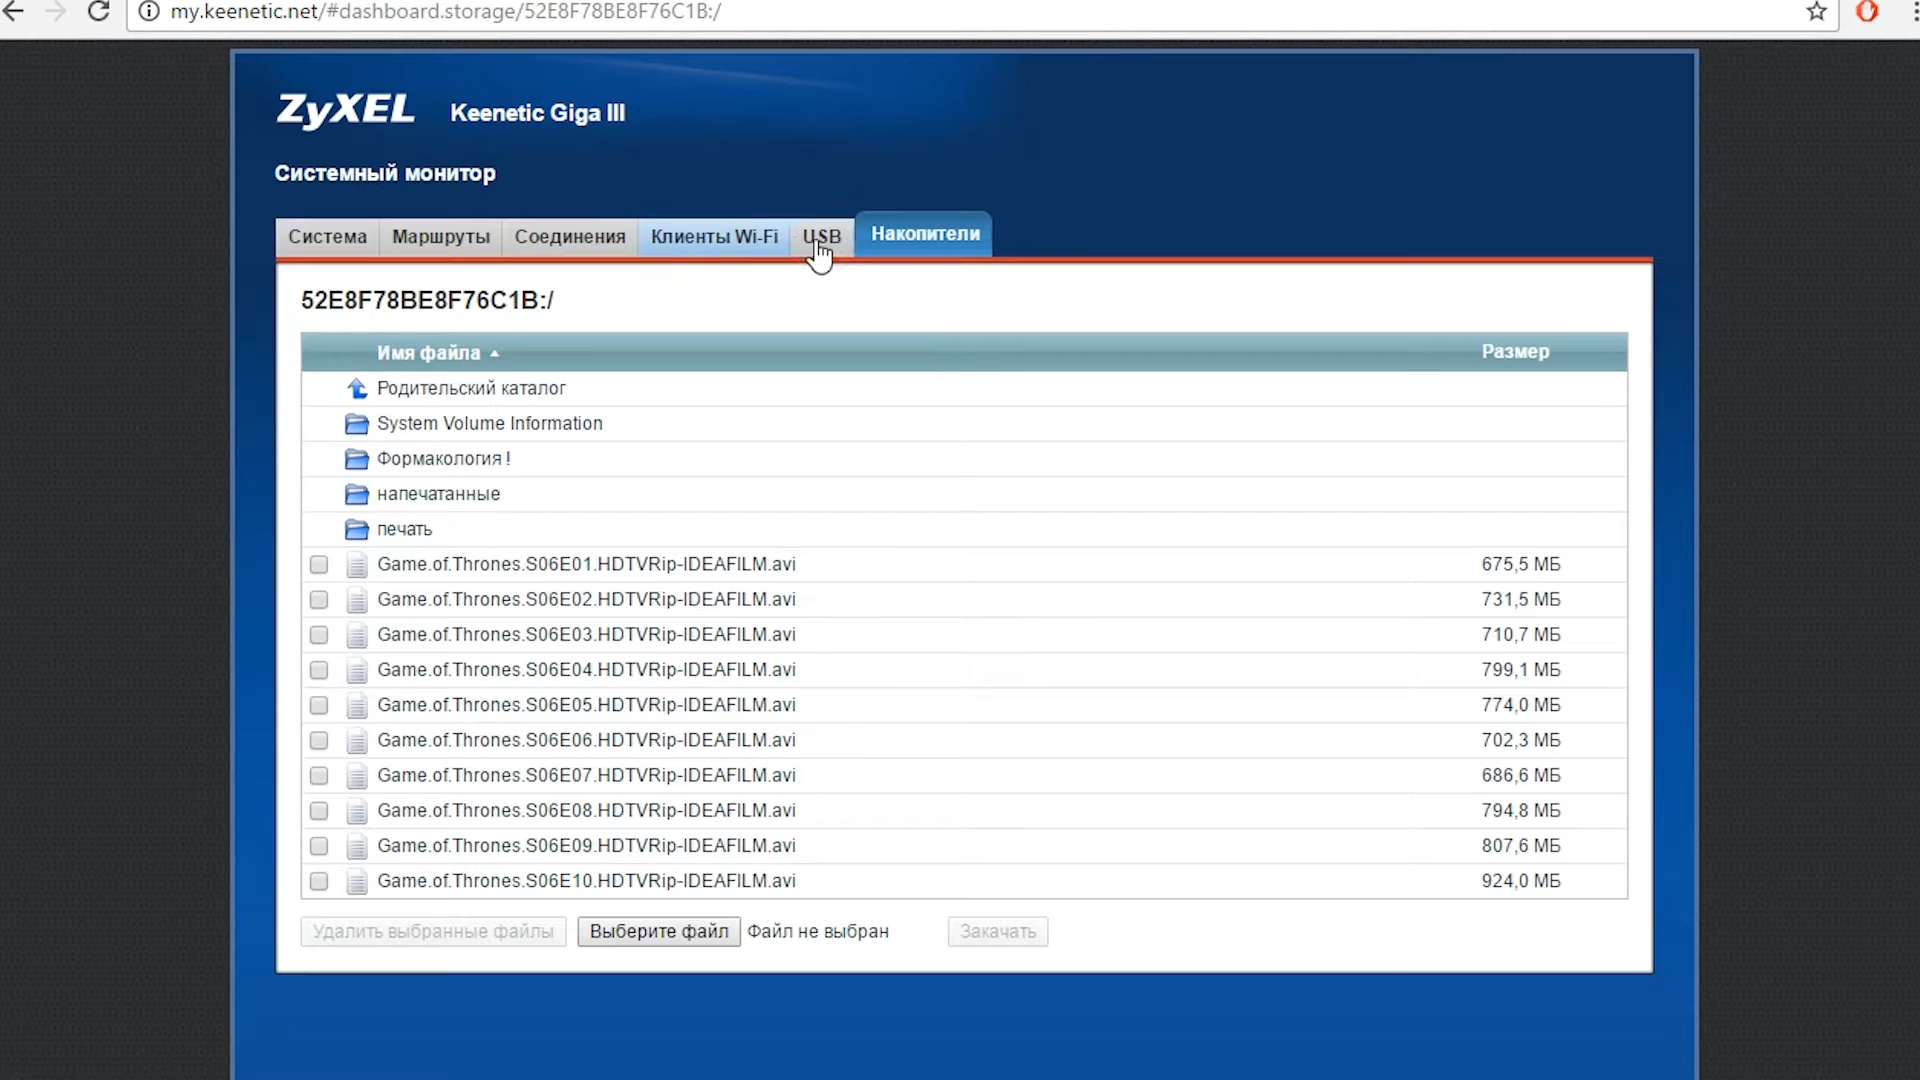 my.keenetic.net/#dashboard.storage/52E8F78BE8F76C1B:/
ZyXEL Keenetic Giga III
Системный монитор
Система Маршруты Соединения Клиенты Wi-Fi USB Накопители
52E8F78BE8F76C1B:/
Имя файла Размер
Родительский каталог
System Volume Information
Формакология !
напечатанные
печать
Game.of.Thrones.S06E01.HDTVRip-IDEAFILM.avi 675,5 МБ
Game.of.Thrones.S06E02.HDTVRip-IDEAFILM.avi 731,5 МБ
Game.of.Thrones.S06E03.HDTVRip-IDEAFILM.avi 710,7 МБ
Game.of.Thrones.S06E04.HDTVRip-IDEAFILM.avi 799,1 МБ
Game.of.Thrones.S06E05.HDTVRip-IDEAFILM.avi 774,0 МБ
Game.of.Thrones.S06E06.HDTVRip-IDEAFILM.avi 702,3 МБ
Game.of.Thrones.S06E07.HDTVRip-IDEAFILM.avi 686,6 МБ
Game.of.Thrones.S06E08.HDTVRip-IDEAFILM.avi 794,8 МБ
Game.of.Thrones.S06E09.HDTVRip-IDEAFILM.avi 807,6 МБ
Game.of.Thrones.S06E10.HDTVRip-IDEAFILM.avi 924,0 МБ
Удалить выбранные файлы Выберите файл Файл не выбран Закачать